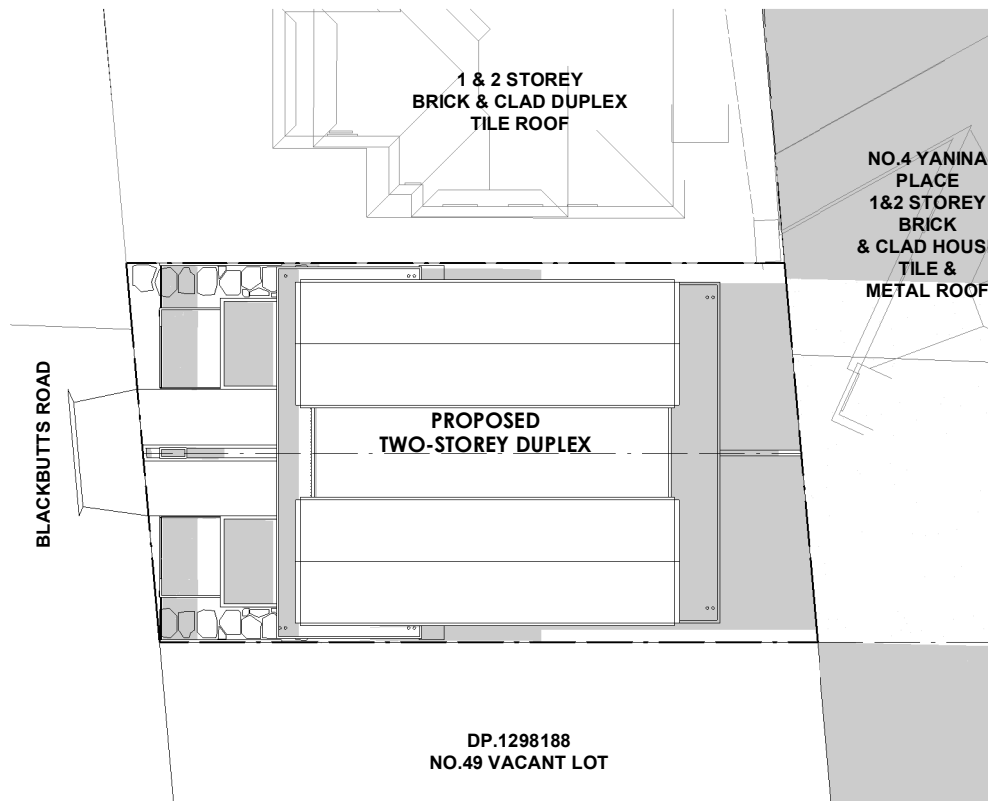 1 & 2 STOREY
BRICK & CLAD DUPLEX
TILE ROOF
NO.4 YANINA
PLACE
1&2 STOREY
BRICK
& CLAD HOUS
TILE &
METAL ROOF
BLACKBUTTS ROAD
PROPOSED
TWO-STOREY DUPLEX
DP.1298188
NO.49 VACANT LOT